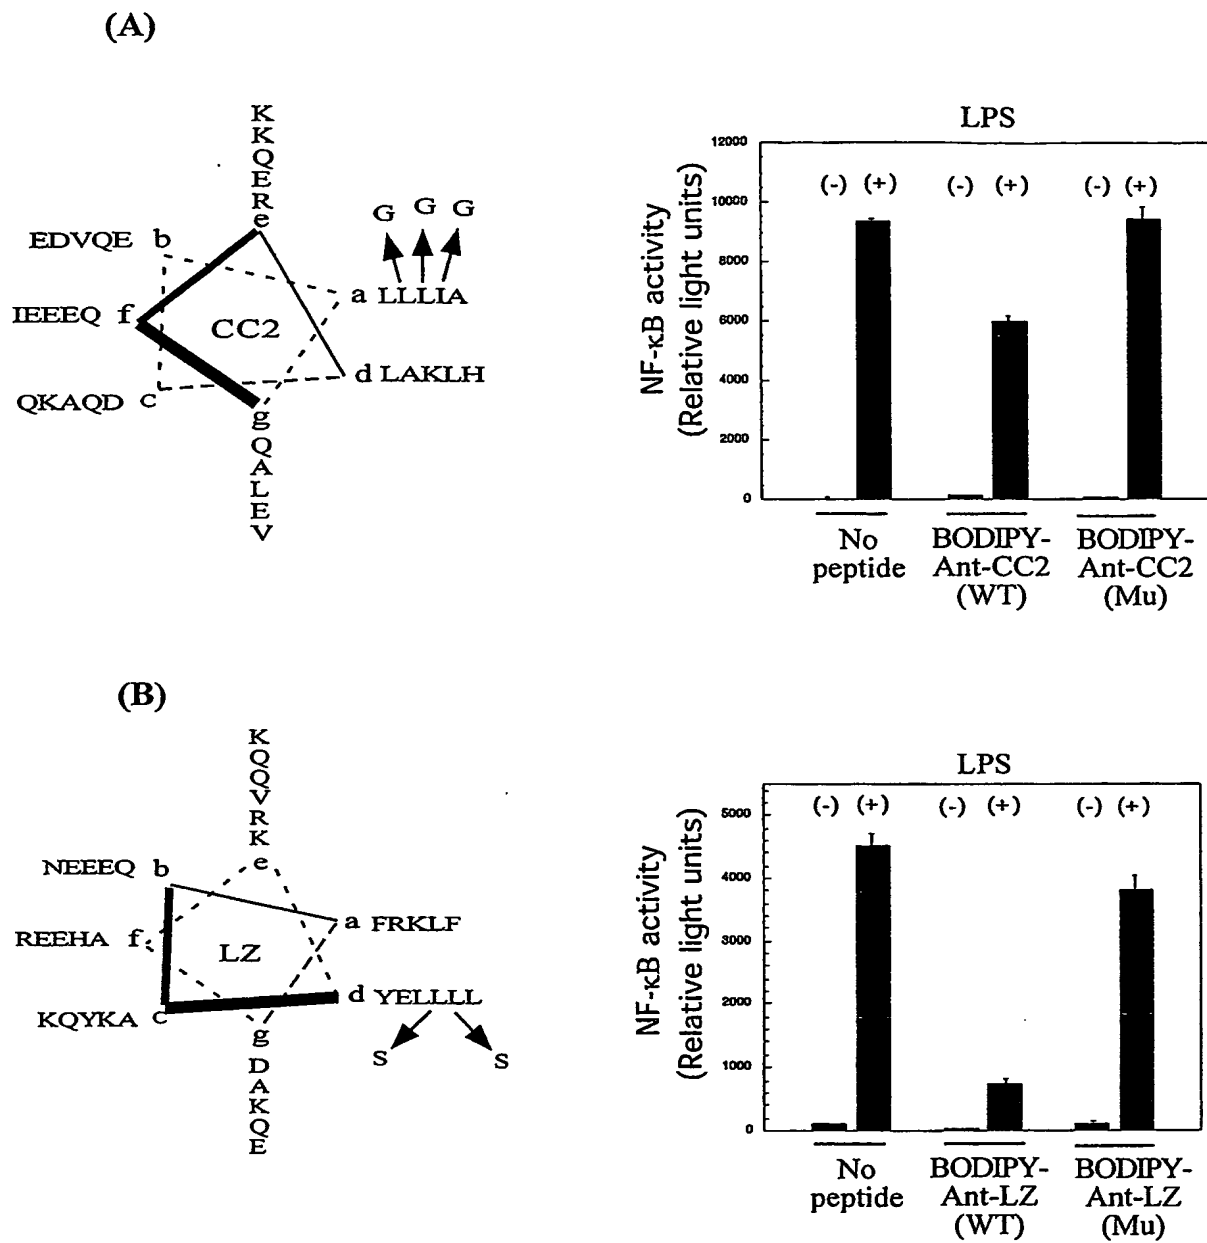 (A)
K
K
Q
E
R
e
EDVQE b
IEEEQ f
QKAQD c
CC2
G G G
a LLLIA
d LAKLH
g
Q
A
L
E
V
LPS
NF-κB activity
(Relative light units)
12000
10000
8000
6000
4000
2000
0
(-) (+) (-) (+) (-) (+)
No
peptide
BODIPY-
Ant-CC2
(WT)
BODIPY-
Ant-CC2
(Mu)
(B)
K
Q
Q
V
R
K
e
NEEEQ b
REEHA f
KQYKA c
LZ
a FRKLF
d YELLLL
S S
g
D
A
K
Q
E
LPS
NF-κB activity
(Relative light units)
5000
4000
3000
2000
1000
0
(-) (+) (-) (+) (-) (+)
No
peptide
BODIPY-
Ant-LZ
(WT)
BODIPY-
Ant-LZ
(Mu)